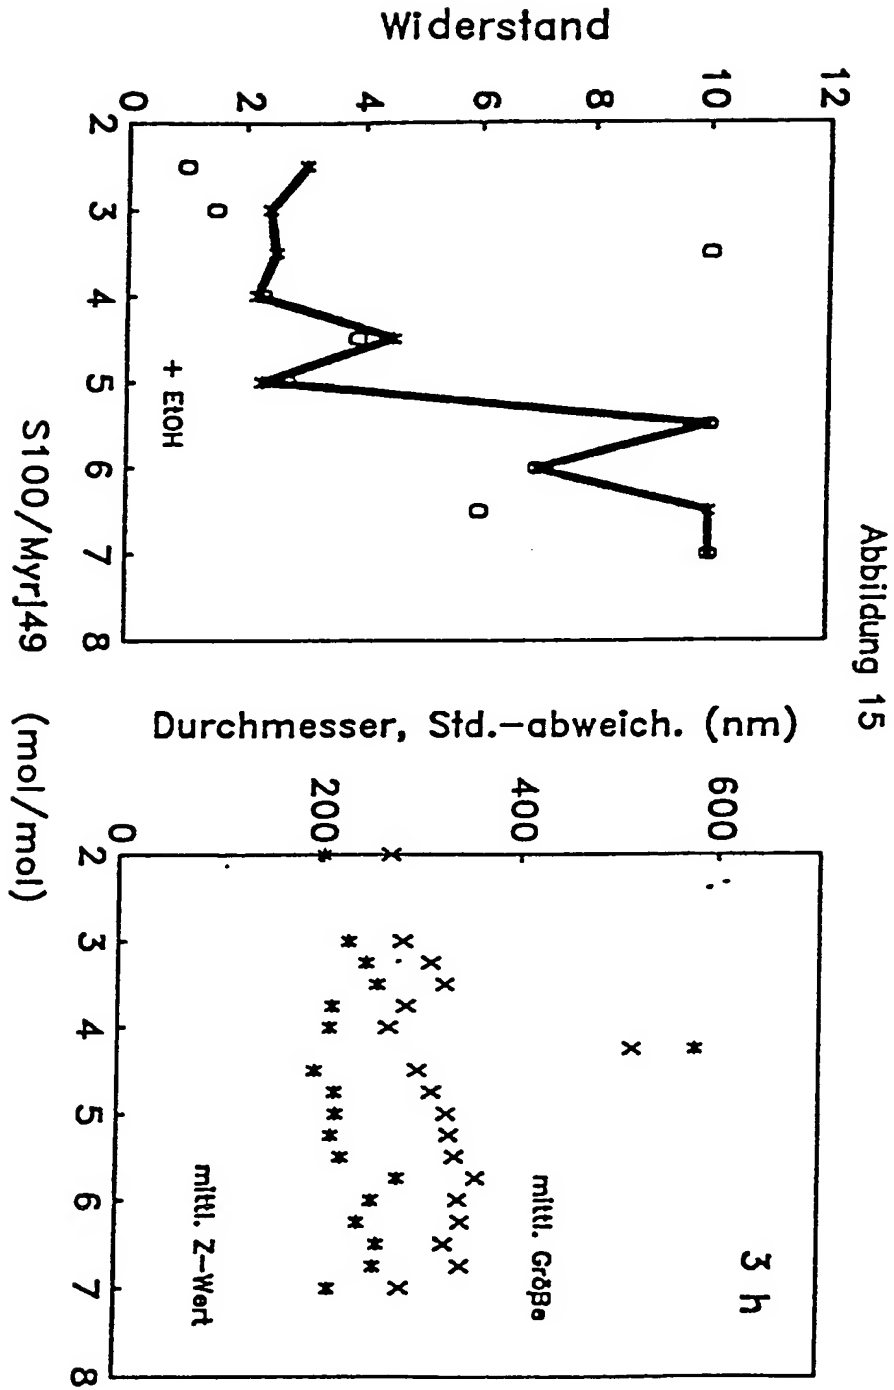 Abbildung 15
Widerstand
12
10
8
6
4
2
0
2 3 4 5 6 7 8
+ EtOH
Durchmesser, Std.-abweich. (nm)
600
400
200
0
2 3 4 5 6 7 8
3 h
mittl. Größe
mittl. Z-Wert
S100/Myrj49 (mol/mol)